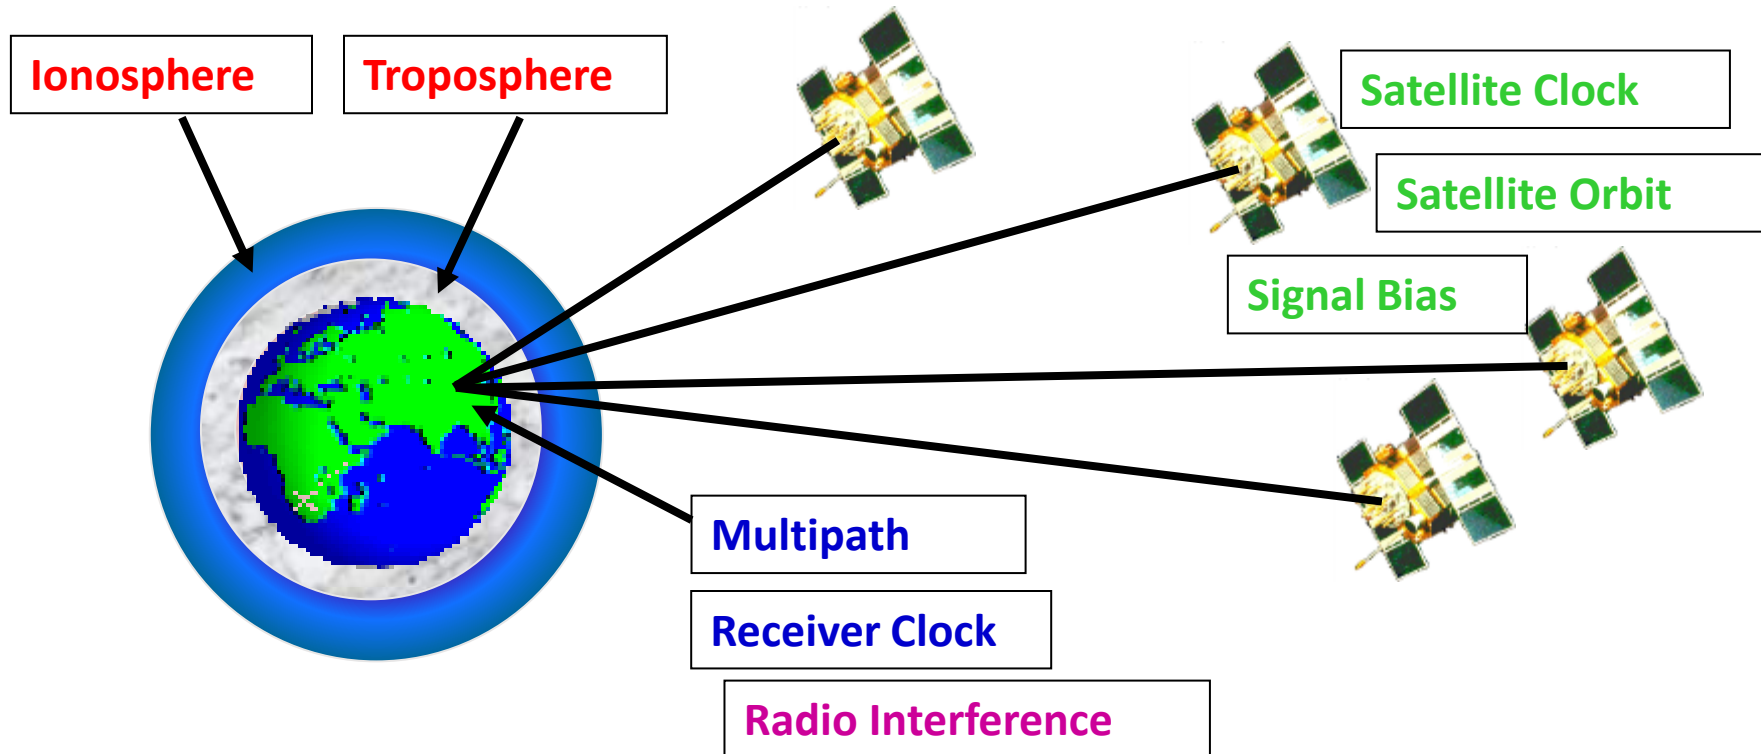 Ionosphere
Troposphere
Satellite Clock
Satellite Orbit
Signal Bias
Multipath
Receiver Clock
Radio Interference